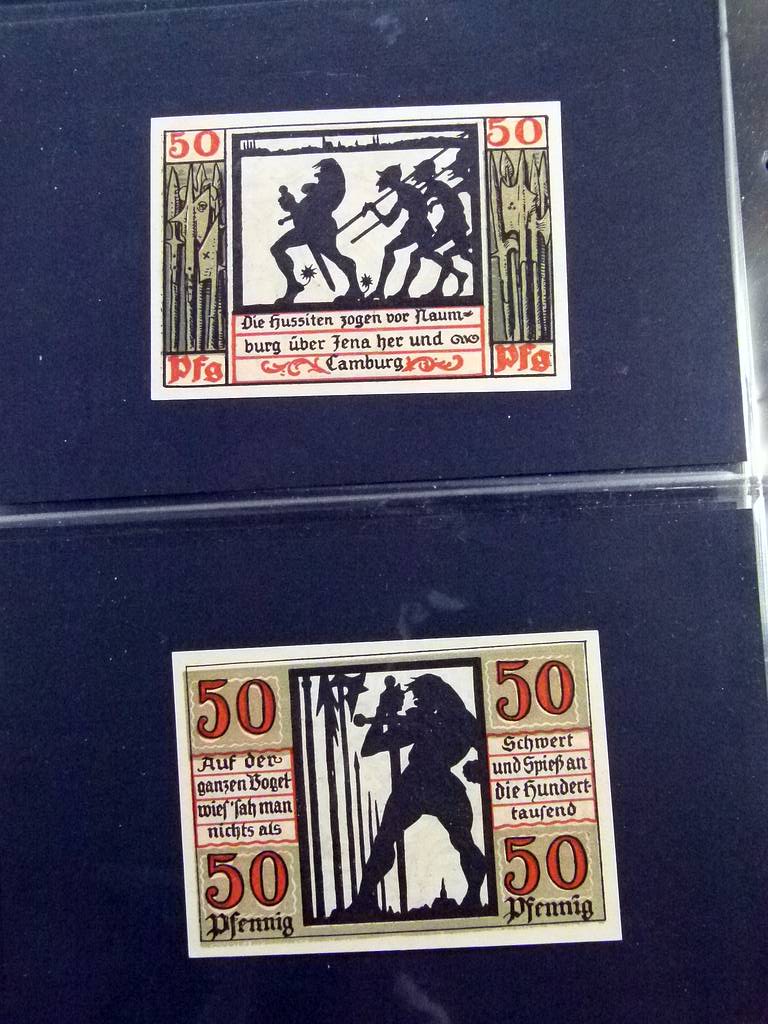 50
50
Die Hussiten zogen vor Naum=
burg über Jena her und
Camburg
Pfg
Pfg
50
50
Auf der
ganzen Vogel
wies' sah man
nichts als
Schwert
und Spieß an
die Hundert
tausend
50
Pfennig
50
Pfennig